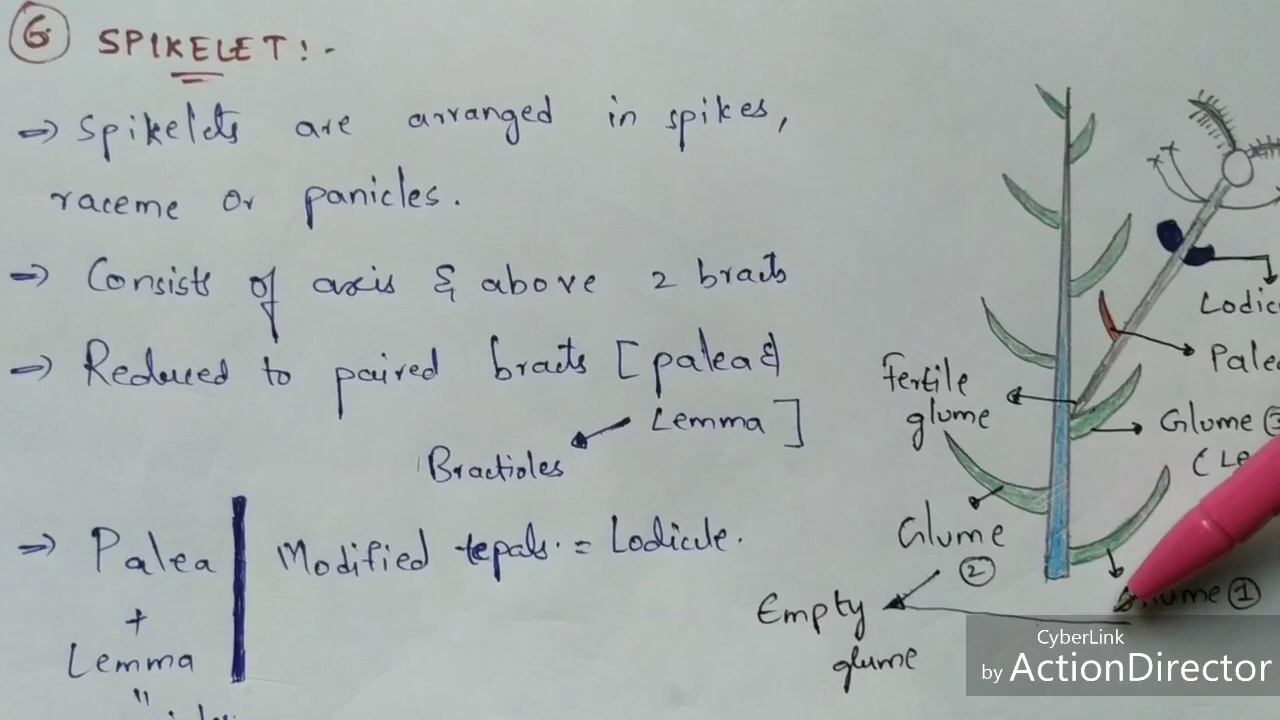 6 SPIKELET :-
⇒ Spikelets are arranged in spikes,
raceme or panicles.
⇒ Consists of axis & above 2 bracts
⇒ Reduced to paired bracts [palea &
Lemma]
Bractioles
⇒ Palea
+
Lemma
"
Modified tepals. = Lodicule.
Lodic
Palea
Fertile
glume
Glume 3
(Le
Glume
2
Glume 1
Empty
glume
CyberLink
by ActionDirector